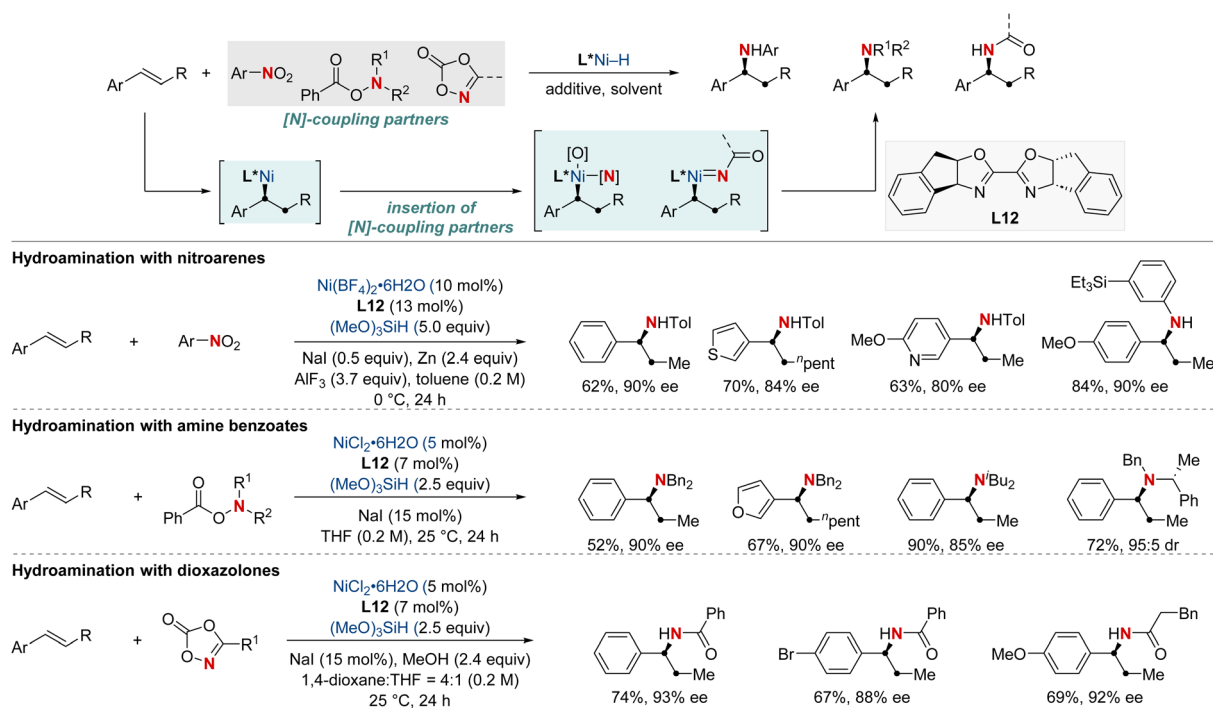 Ar
R
+
Ar
NO₂
Ph
O
O
N
R¹
R²
O
O
O
N
[N]-coupling partners
L*Ni–H
additive, solvent
NHAr
Ar
R
NR¹R²
Ar
R
HN
O
Ar
R
L*
Ni
Ar
R
insertion of
[N]-coupling partners
[O]
L*Ni
[N]
Ar
R
L*
Ni
N
O
Ar
R
O
O
N
N
L12
Hydroamination with nitroarenes
Ar
R
+
Ar
NO₂
Ni(BF₄)₂•6H2O (10 mol%)
L12 (13 mol%)
(MeO)₃SiH (5.0 equiv)
NaI (0.5 equiv), Zn (2.4 equiv)
AlF₃ (3.7 equiv), toluene (0.2 M)
0 °C, 24 h
NHTol
Me
62%, 90% ee
NHTol
S
ⁿpent
70%, 84% ee
NHTol
MeO
N
Me
63%, 80% ee
Et₃Si
NH
MeO
Me
84%, 90% ee
Hydroamination with amine benzoates
Ar
R
+
Ph
O
O
N
R¹
R²
NiCl₂•6H2O (5 mol%)
L12 (7 mol%)
(MeO)₃SiH (2.5 equiv)
NaI (15 mol%)
THF (0.2 M), 25 °C, 24 h
NBn₂
Me
52%, 90% ee
NBn₂
O
ⁿpent
67%, 90% ee
NⁱBu₂
Me
90%, 85% ee
Bn
Me
N
Ph
Me
72%, 95:5 dr
Hydroamination with dioxazolones
Ar
R
+
O
O
O
N
R¹
NiCl₂•6H2O (5 mol%)
L12 (7 mol%)
(MeO)₃SiH (2.5 equiv)
NaI (15 mol%), MeOH (2.4 equiv)
1,4-dioxane:THF = 4:1 (0.2 M)
25 °C, 24 h
Ph
HN
O
Me
74%, 93% ee
Ph
HN
O
Br
Me
67%, 88% ee
Bn
HN
O
MeO
Me
69%, 92% ee